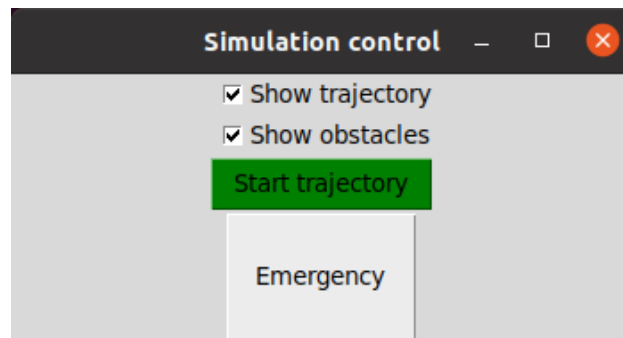 Simulation control
Show trajectory
Show obstacles
Start trajectory
Emergency